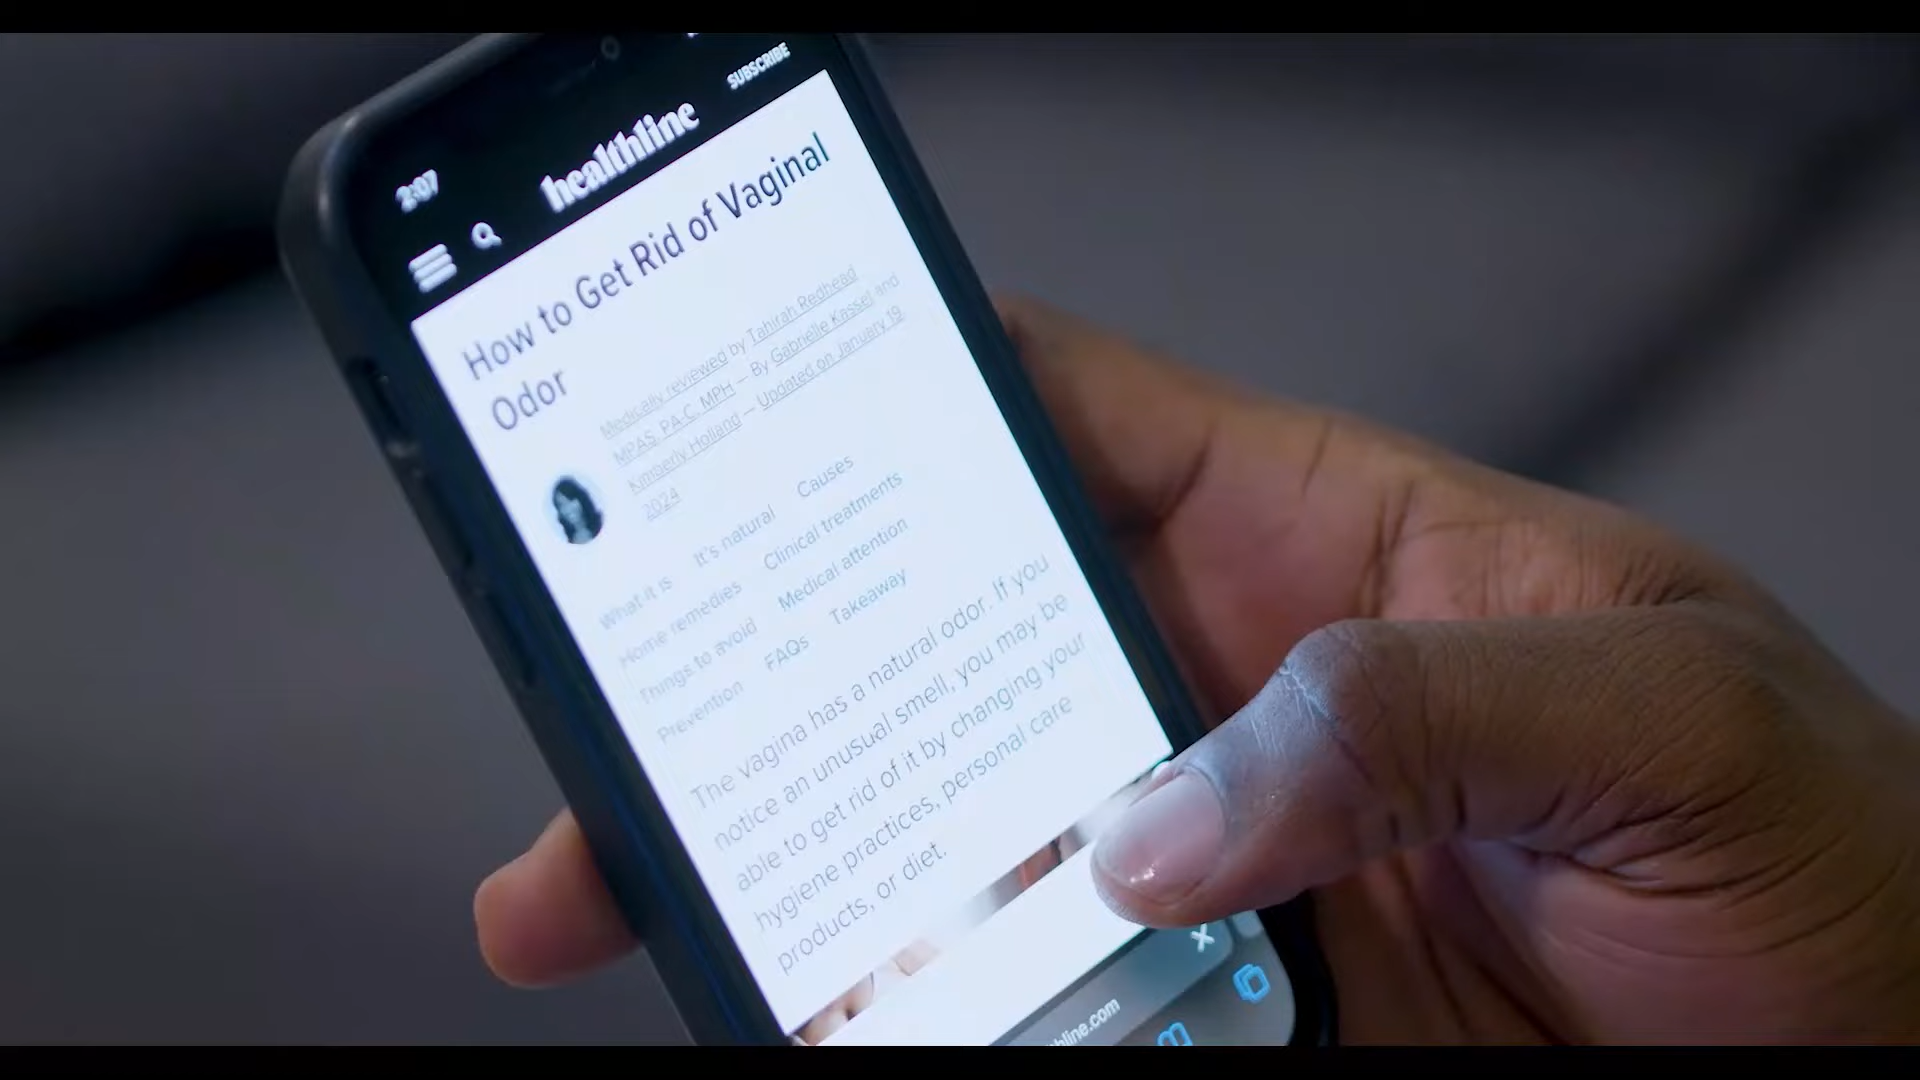 SUBSCRIBE
healthline
2:07
How to Get Rid of Vaginal
Odor
Medically reviewed by Tahirah Redhead
MPAS, PA-C, MPH — By Gabrielle Kassel and
Kimberly Holland — Updated on January 19,
2024
What it is It's natural Causes
Home remedies Clinical treatments
Things to avoid Medical attention
Prevention FAQs Takeaway
The vagina has a natural odor. If you
notice an unusual smell, you may be
able to get rid of it by changing your
hygiene practices, personal care
products, or diet.
hline.com